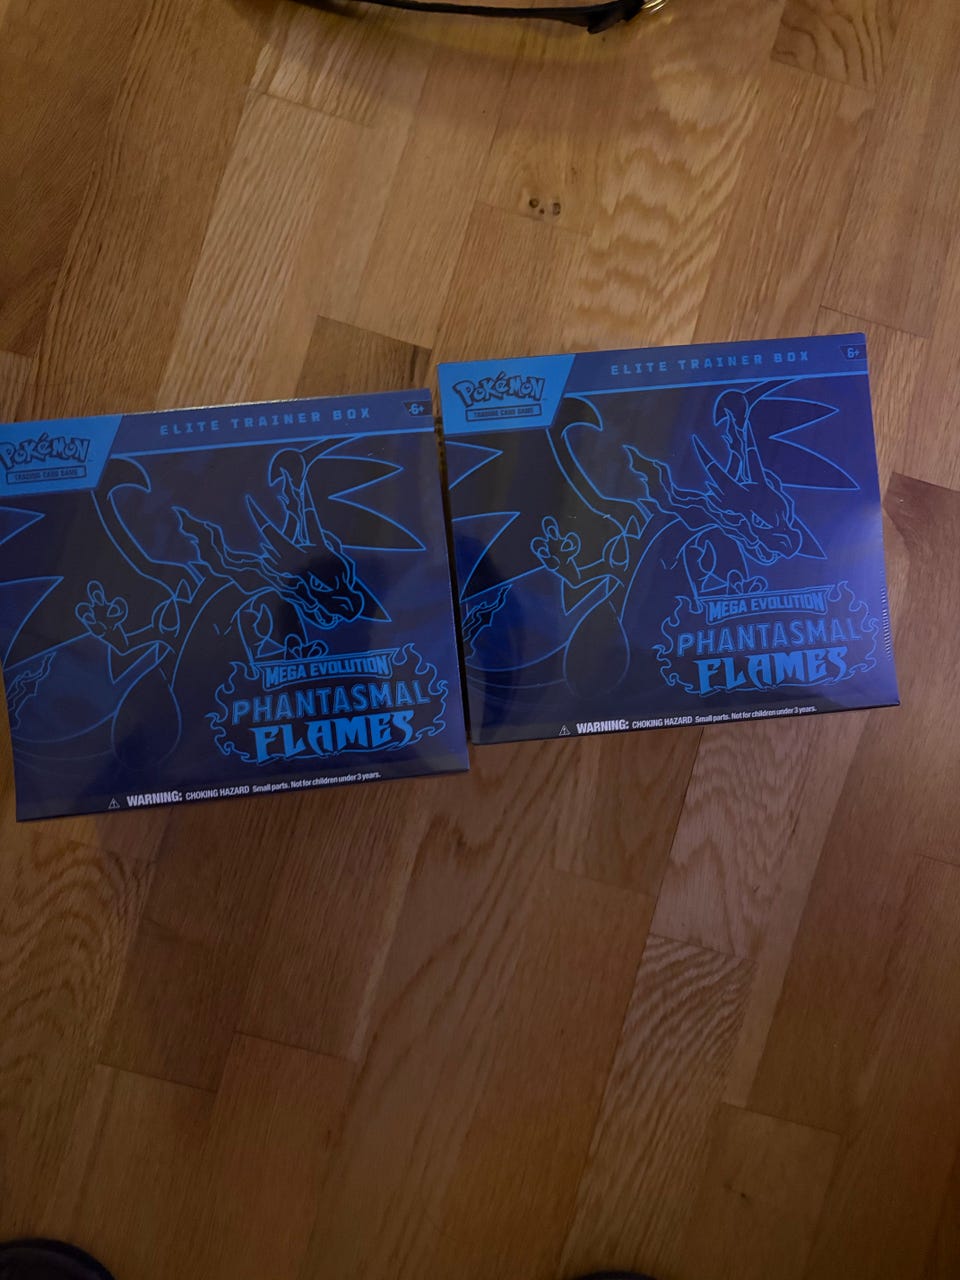 POKéMON
TRADING CARD GAME
ELITE TRAINER BOX
6+
MEGA EVOLUTION
PHANTASMAL
FLAMES
WARNING: CHOKING HAZARD Small parts. Not for children under 3 years.
POKéMON
TRADING CARD GAME
ELITE TRAINER BOX
6+
MEGA EVOLUTION
PHANTASMAL
FLAMES
WARNING: CHOKING HAZARD Small parts. Not for children under 3 years.